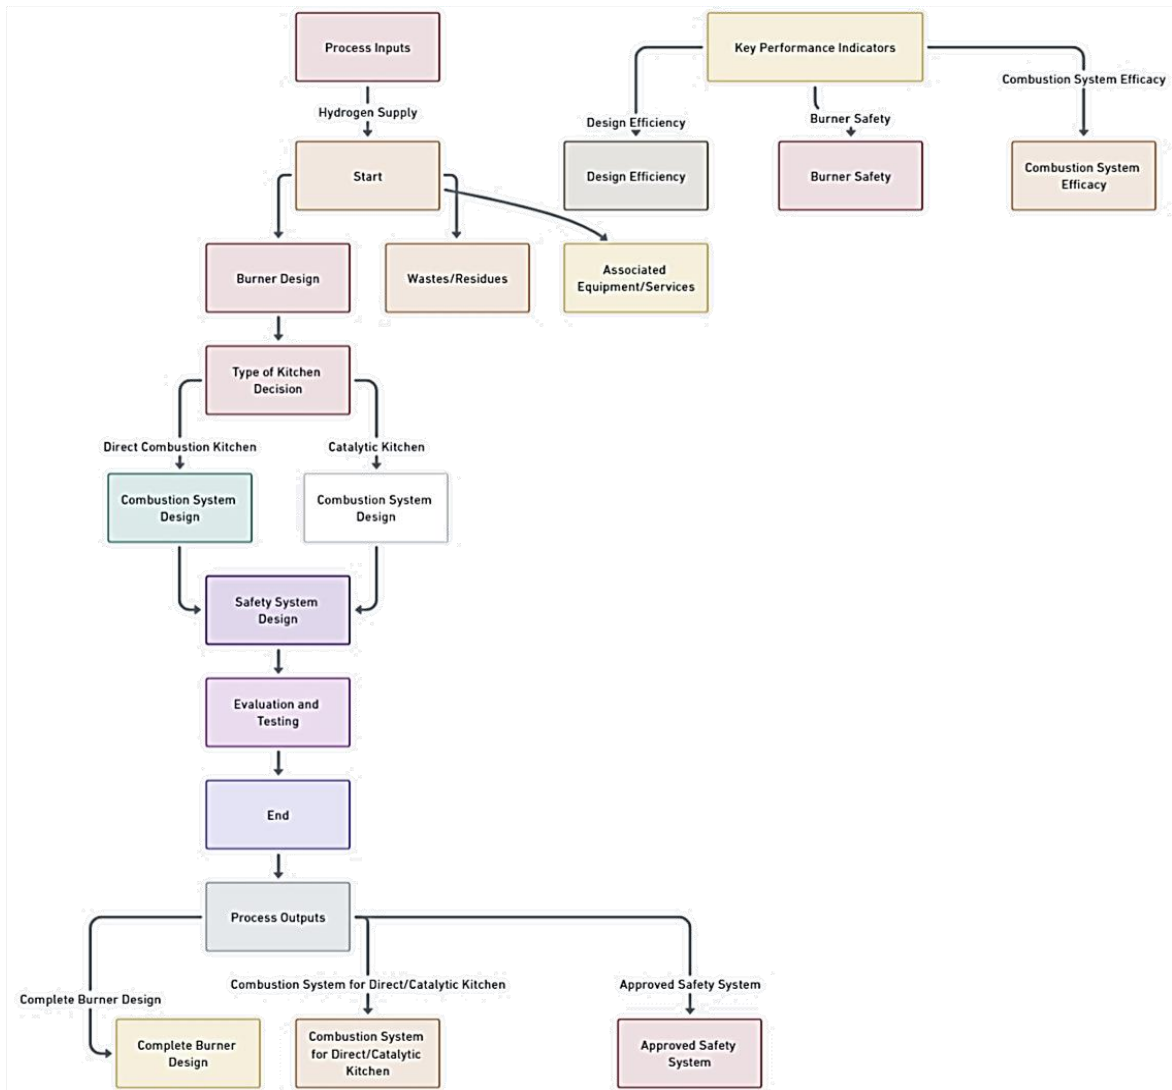 Process Inputs
Key Performance Indicators
Combustion System Efficacy
Hydrogen Supply
Design Efficiency
Burner Safety
Start
Design Efficiency
Burner Safety
Combustion System
Efficacy
Burner Design
Wastes/Residues
Associated
Equipment/Services
Type of Kitchen
Decision
Direct Combustion Kitchen
Catalytic Kitchen
Combustion System
Design
Combustion System
Design
Safety System
Design
Evaluation and
Testing
End
Process Outputs
Complete Burner Design
Combustion System for Direct/Catalytic Kitchen
Approved Safety System
Complete Burner
Design
Combustion System
for Direct/Catalytic
Kitchen
Approved Safety
System